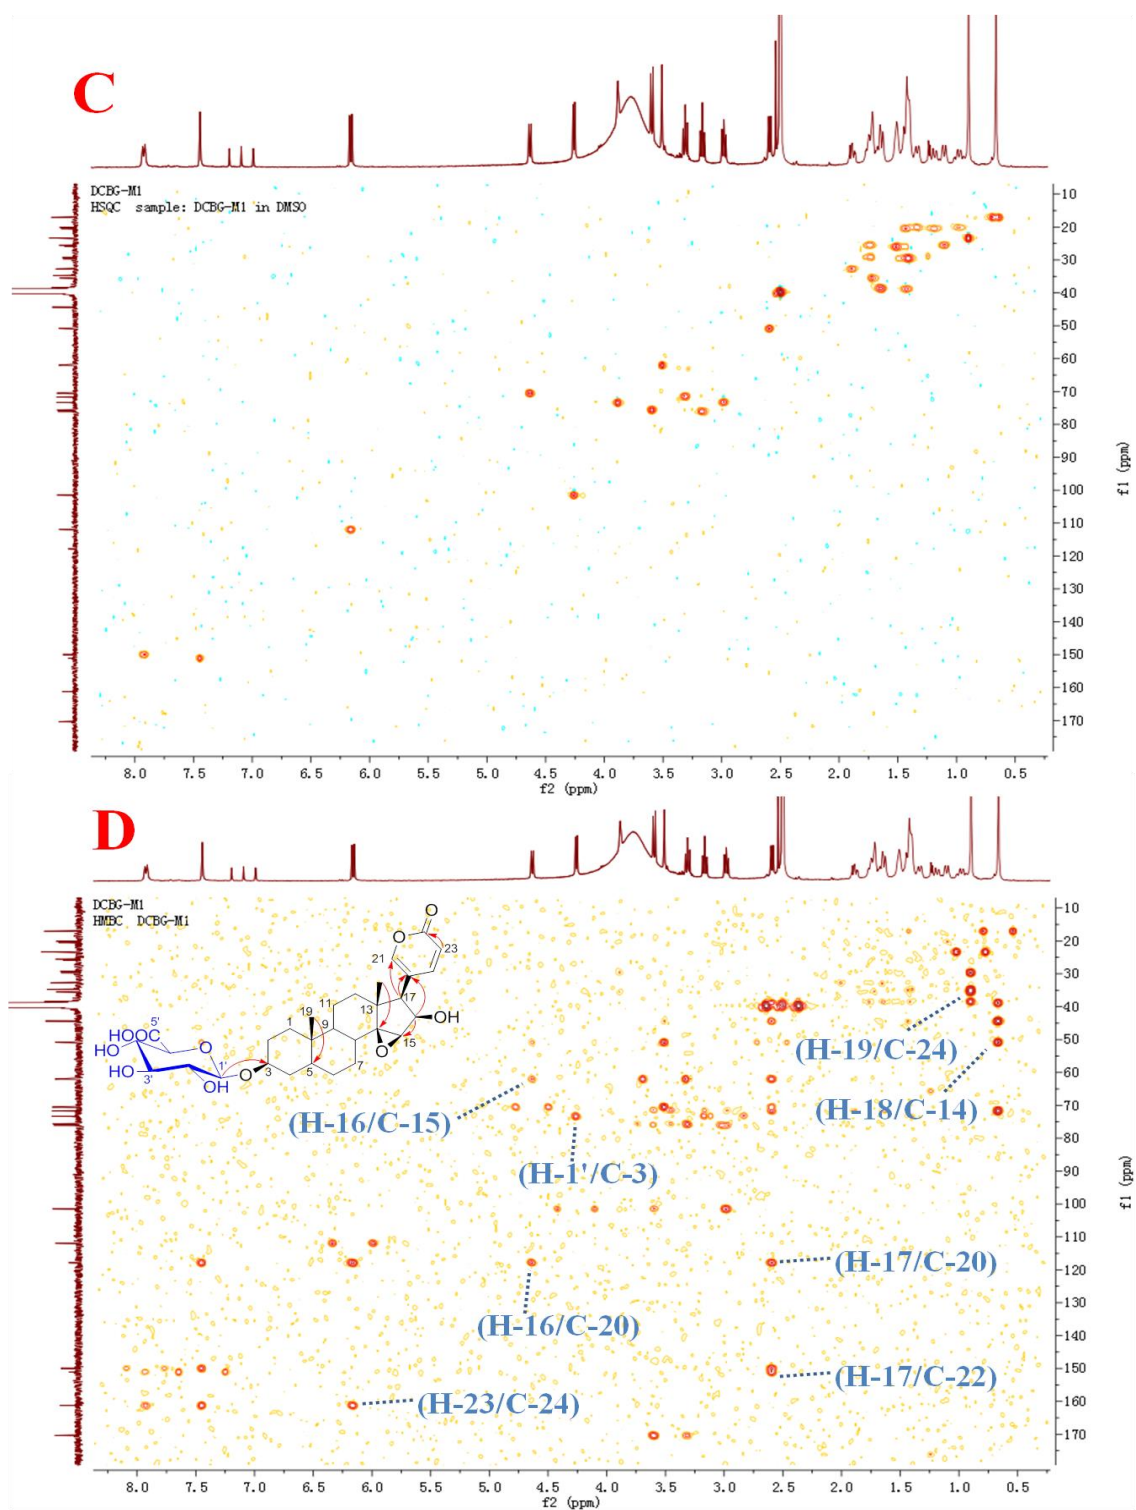 C
DCBG-M1
HSQC sample: DCBG-M1 in DMSO
10
20
30
40
50
60
70
80
90
100
110
120
130
140
150
160
170
f1 (ppm)
8.0 7.5 7.0 6.5 6.0 5.5 5.0 4.5 4.0 3.5 3.0 2.5 2.0 1.5 1.0 0.5
f2 (ppm)
D
DCBG-M1
HMBC DCBG-M1
O
O
23
21
17
13
11
19
OH
15
O
9
1
7
5
3
O
5'
HOOC
HO
O
1'
HO
3'
OH
(H-19/C-24)
(H-18/C-14)
(H-16/C-15)
(H-1'/C-3)
(H-17/C-20)
(H-16/C-20)
(H-17/C-22)
(H-23/C-24)
10
20
30
40
50
60
70
80
90
100
110
120
130
140
150
160
170
f1 (ppm)
8.0 7.5 7.0 6.5 6.0 5.5 5.0 4.5 4.0 3.5 3.0 2.5 2.0 1.5 1.0 0.5
f2 (ppm)